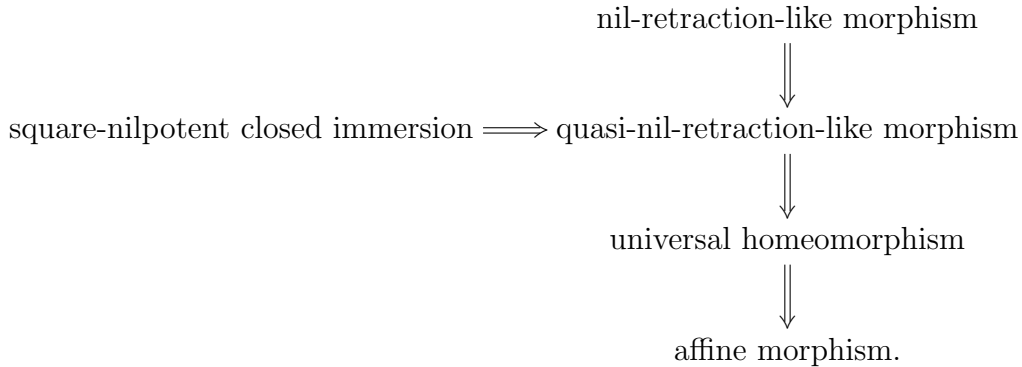 nil-retraction-like morphism
square-nilpotent closed immersion ⟹ quasi-nil-retraction-like morphism
universal homeomorphism
affine morphism.